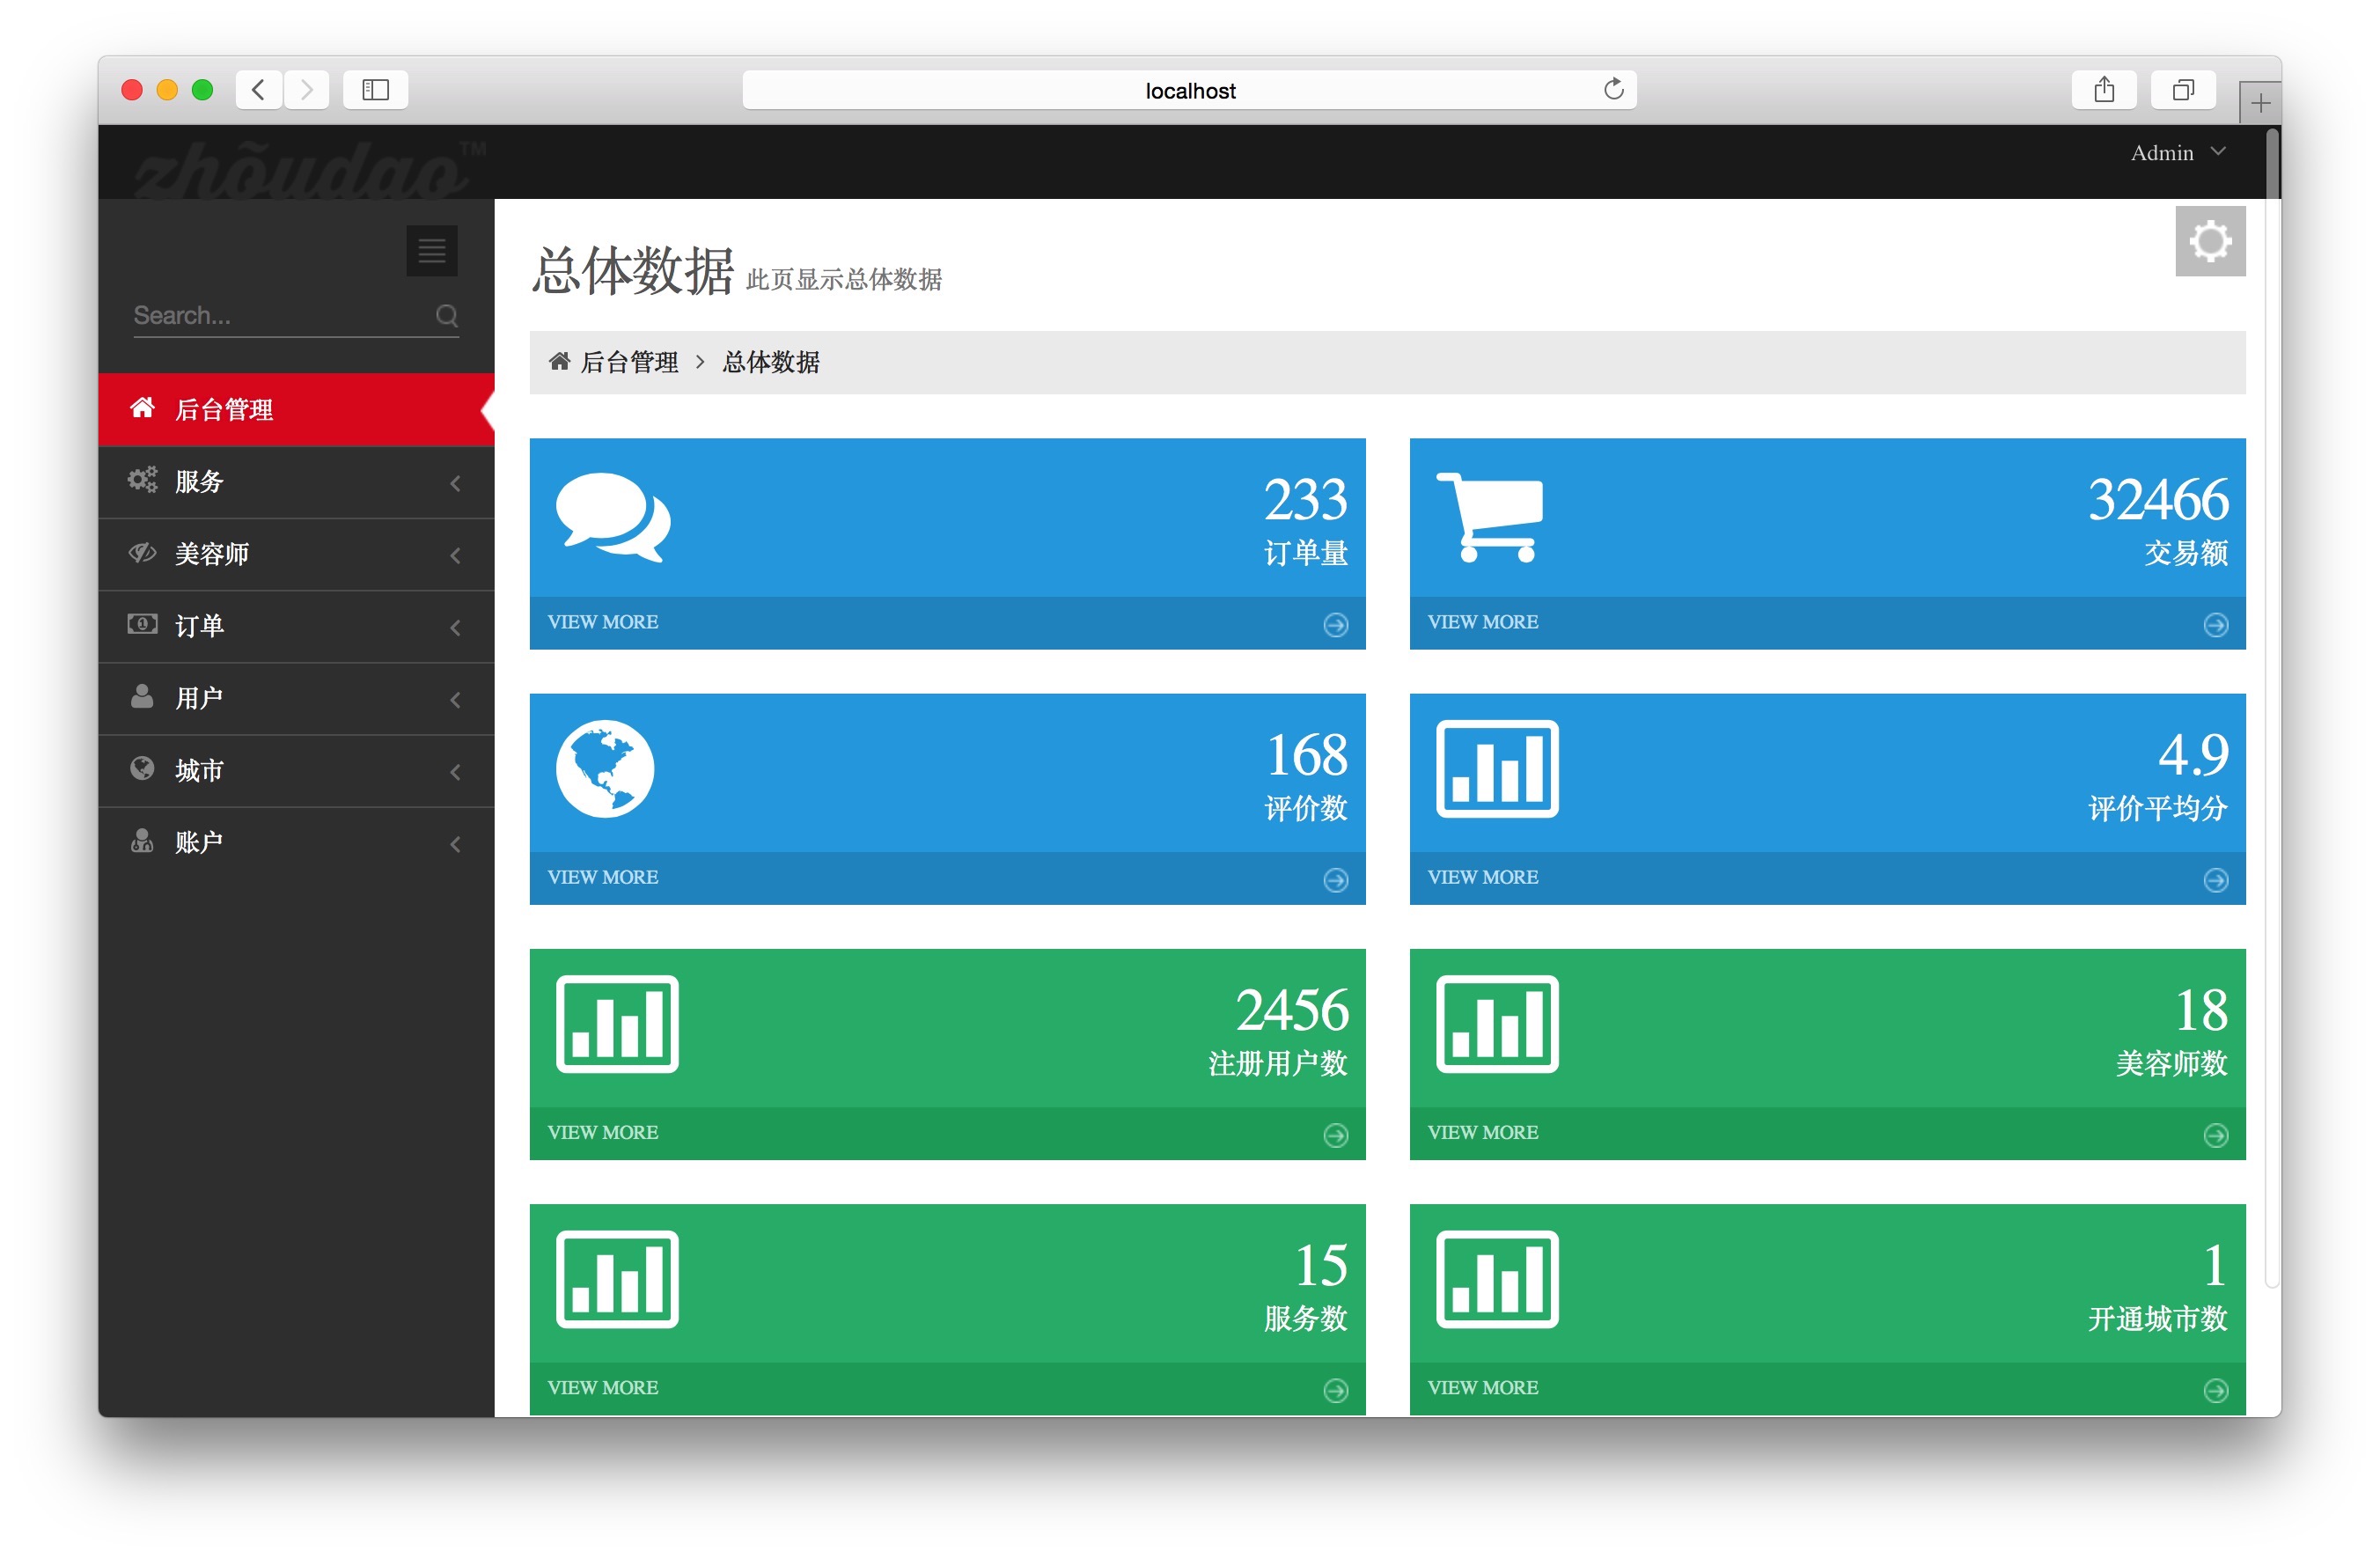 localhost
zhõudao™
Admin
总体数据 此页显示总体数据
Search...
后台管理 > 总体数据
后台管理
服务
美容师
订单
用户
城市
账户
233
订单量
VIEW MORE
32466
交易额
VIEW MORE
168
评价数
VIEW MORE
4.9
评价平均分
VIEW MORE
2456
注册用户数
VIEW MORE
18
美容师数
VIEW MORE
15
服务数
VIEW MORE
1
开通城市数
VIEW MORE